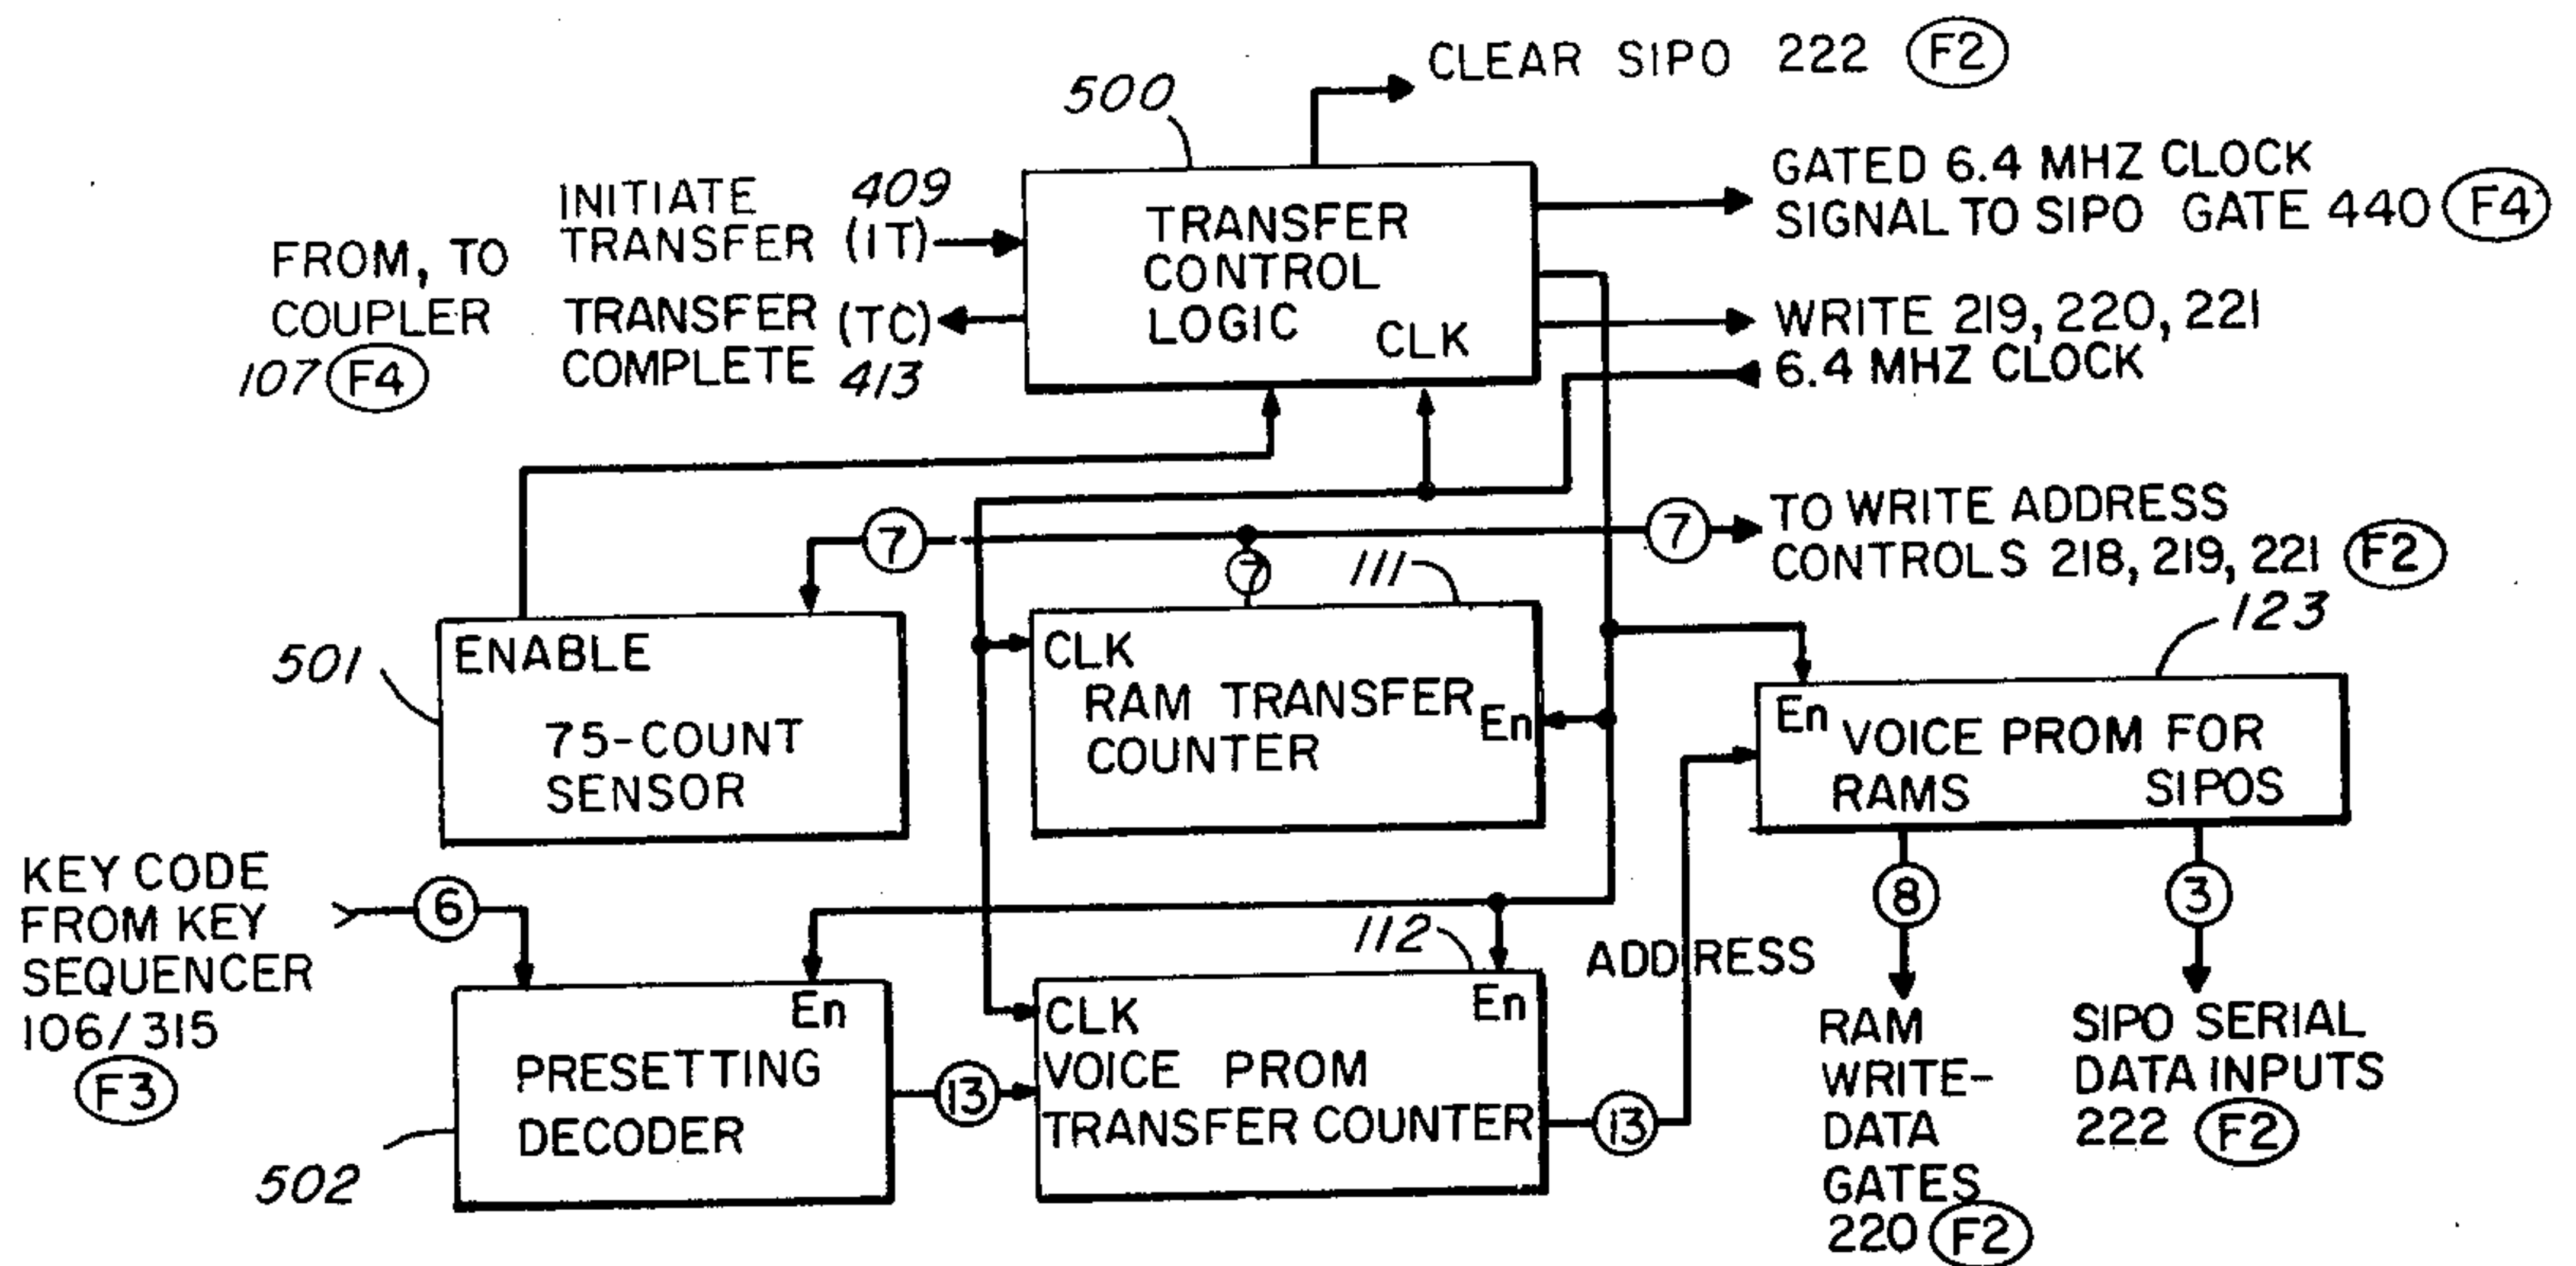 CLEAR SIPO 222 F2
500
GATED 6.4 MHZ CLOCK
SIGNAL TO SIPO GATE 440 F4
INITIATE 409
TRANSFER (IT)
FROM, TO
COUPLER
107 F4
TRANSFER (TC)
COMPLETE 413
TRANSFER
CONTROL
LOGIC
CLK
WRITE 219, 220, 221
6.4 MHZ CLOCK
7
7
TO WRITE ADDRESS
CONTROLS 218, 219, 221 F2
7
111
123
501
ENABLE
75-COUNT
SENSOR
CLK
RAM TRANSFER
COUNTER
En
En
VOICE PROM FOR
RAMS SIPOS
KEY CODE
FROM KEY
SEQUENCER
106/315
F3
6
8
3
112
ADDRESS
En
PRESETTING
DECODER
502
13
CLK
En
VOICE PROM
TRANSFER COUNTER
13
RAM
WRITE-
DATA
GATES
220 F2
SIPO SERIAL
DATA INPUTS
222 F2